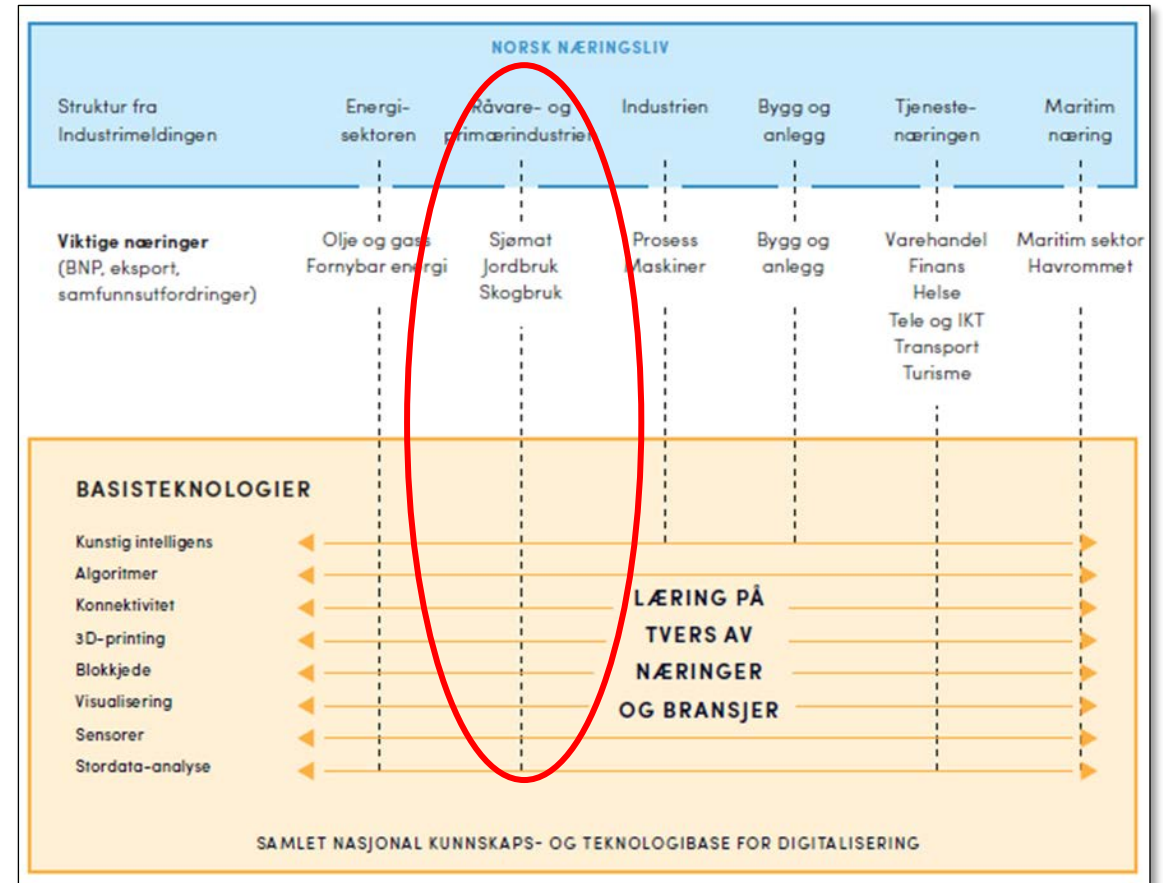 NORSK NÆRINGSLIV
Struktur fra Energi- Råvare- og Industrien Bygg og Tjeneste- Maritim
Industrimeldingen sektoren primærindustrien anlegg næringen næring
Viktige næringer Olje og gass Sjømat Prosess Bygg og Varehandel Maritim sektor
(BNP, eksport, Fornybar energi Jordbruk Maskiner anlegg Finans Havrommet
samfunnsutfordringer) Skogbruk Helse
Tele og IKT
Transport
Turisme
BASISTEKNOLOGIER
Kunstig intelligens
Algoritmer
Konnektivitet LÆRING PÅ
3D-printing TVERS AV
Blokkjede NÆRINGER
Visualisering OG BRANSJER
Sensorer
Stordata-analyse
SAMLET NASJONAL KUNNSKAPS- OG TEKNOLOGIBASE FOR DIGITALISERING